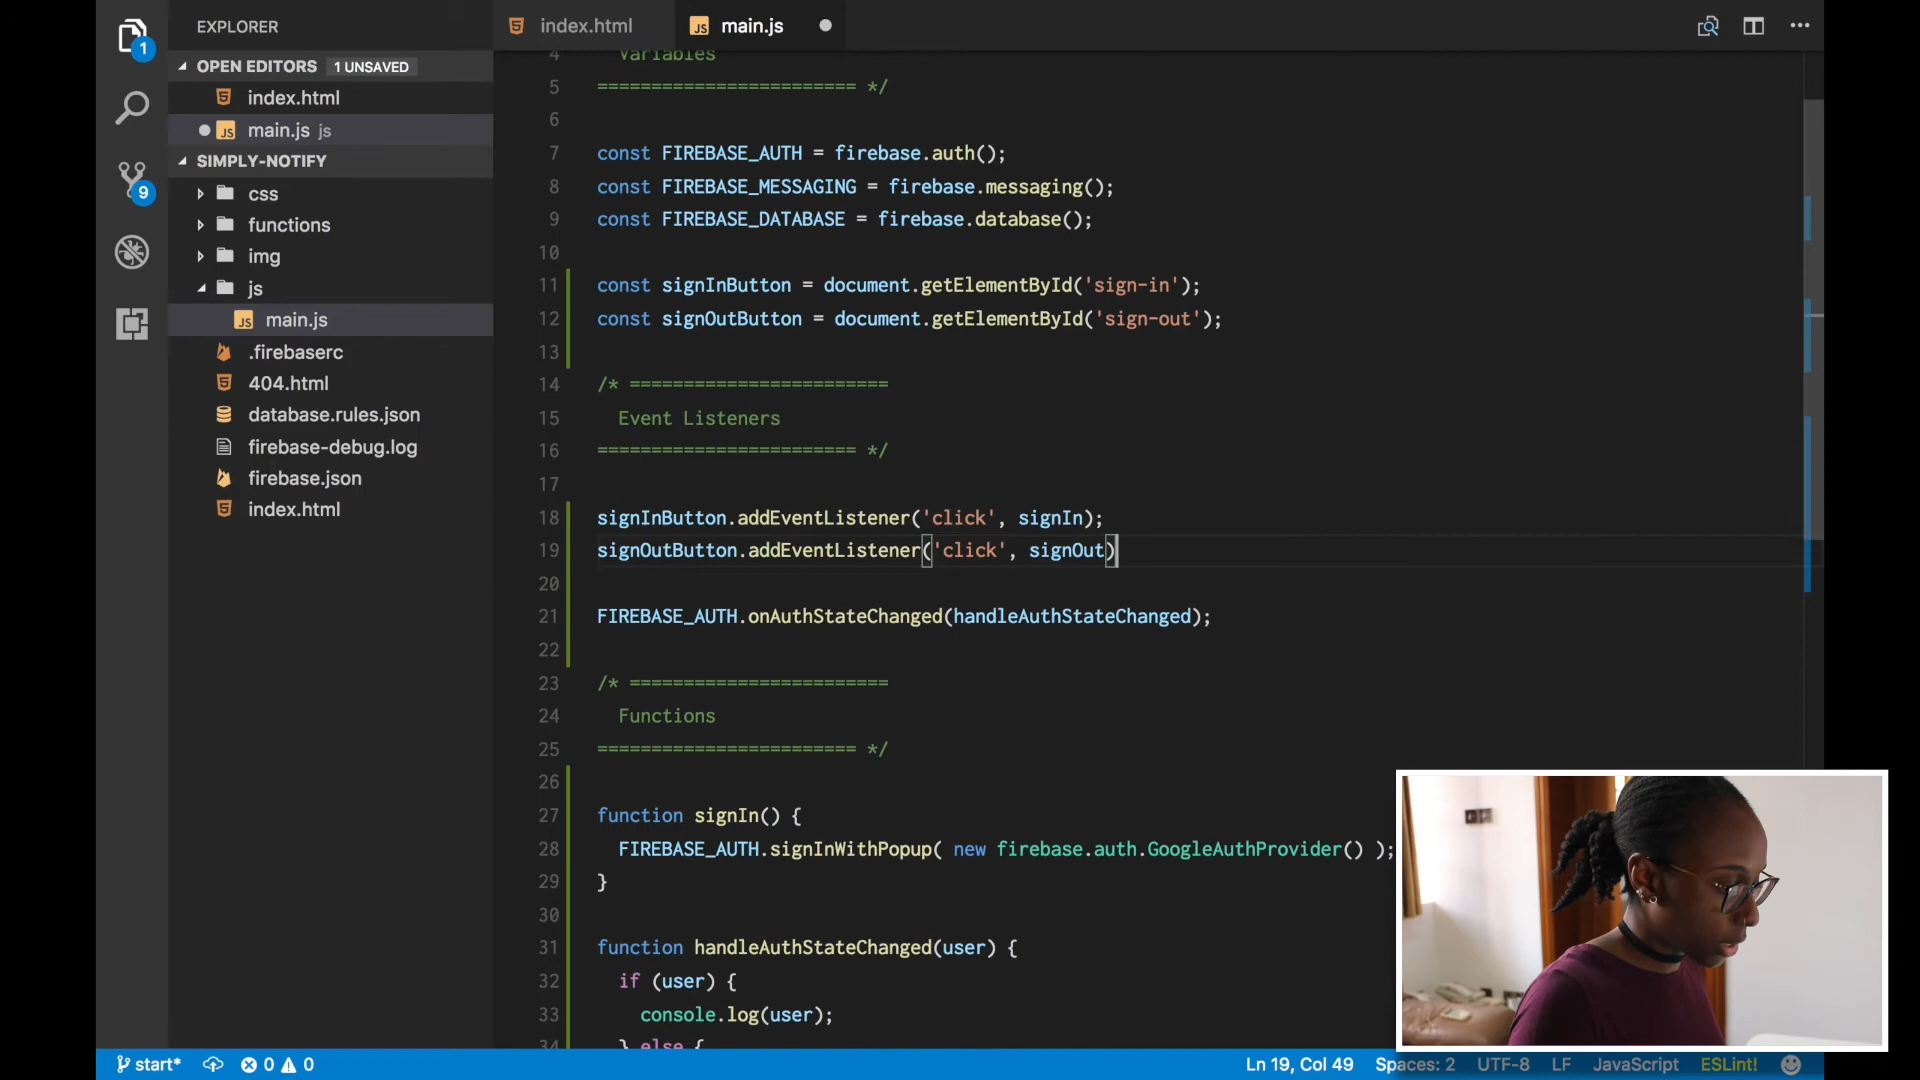 EXPLORER
index.html
main.js
1
OPEN EDITORS 1 UNSAVED
index.html
main.js js
SIMPLY-NOTIFY
9
css
functions
img
js
main.js
.firebaserc
404.html
database.rules.json
firebase-debug.log
firebase.json
index.html
4 Variables
5 ======================== */
6
7 const FIREBASE_AUTH = firebase.auth();
8 const FIREBASE_MESSAGING = firebase.messaging();
9 const FIREBASE_DATABASE = firebase.database();
10
11 const signInButton = document.getElementById('sign-in');
12 const signOutButton = document.getElementById('sign-out');
13
14 /* ========================
15 Event Listeners
16 ======================== */
17
18 signInButton.addEventListener('click', signIn);
19 signOutButton.addEventListener('click', signOut)
20
21 FIREBASE_AUTH.onAuthStateChanged(handleAuthStateChanged);
22
23 /* ========================
24 Functions
25 ======================== */
26
27 function signIn() {
28 FIREBASE_AUTH.signInWithPopup( new firebase.auth.GoogleAuthProvider() );
29 }
30
31 function handleAuthStateChanged(user) {
32 if (user) {
33 console.log(user);
34 } else {
start* 0 0 Ln 19, Col 49 Spaces: 2 UTF-8 LF JavaScript ESLint!